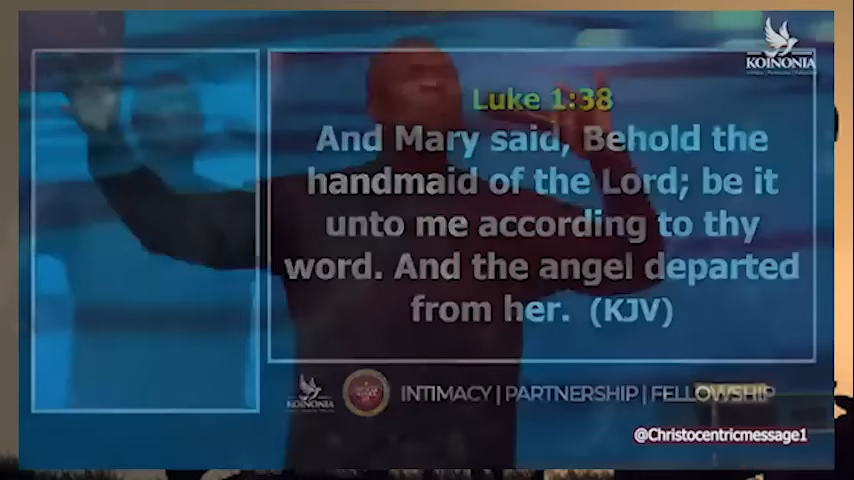 KOINONIA
Luke 1:38
And Mary said, Behold the
handmaid of the Lord; be it
unto me according to thy
word. And the angel departed
from her. (KJV)
KOINONIA
INTIMACY | PARTNERSHIP | FELLOWSHIP
@Christocentricmessage1